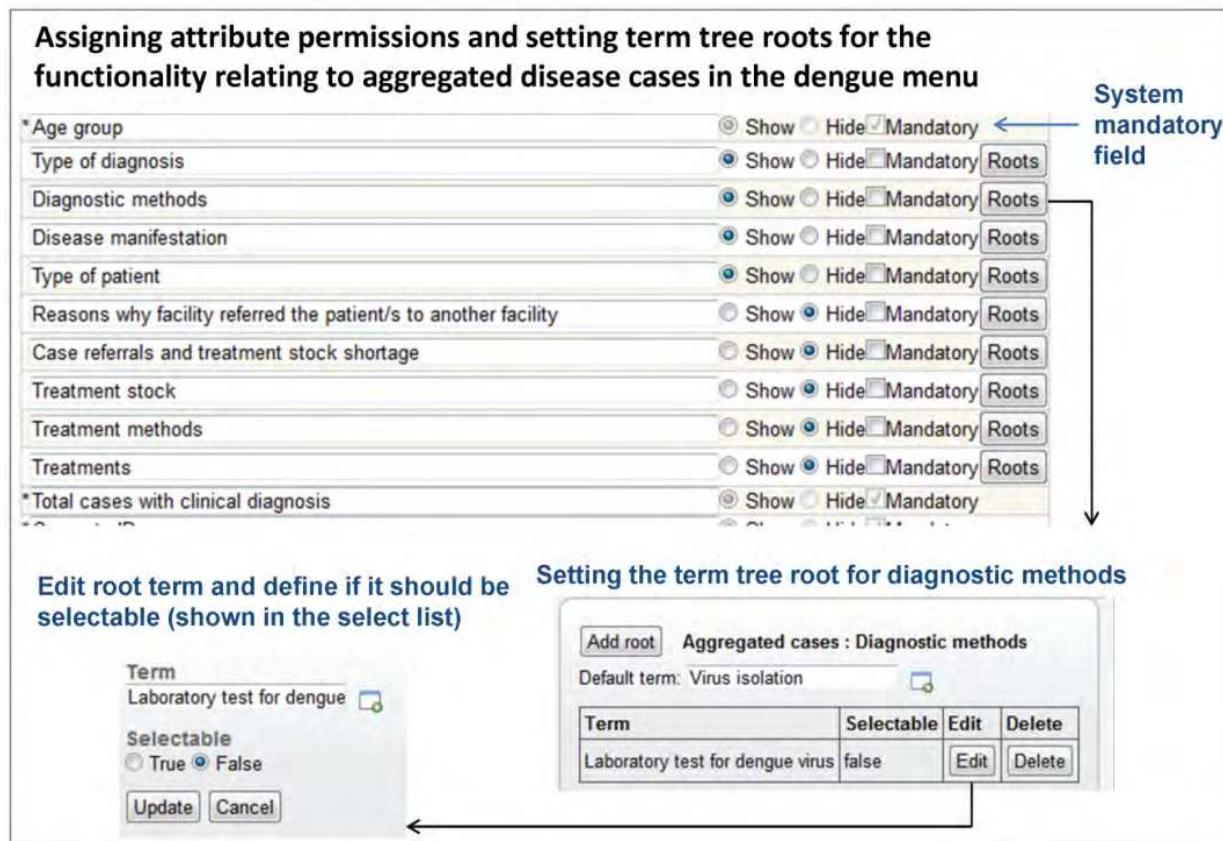 Assigning attribute permissions and setting term tree roots for the
functionality relating to aggregated disease cases in the dengue menu
System
mandatory
field
*Age group Show Hide Mandatory
Type of diagnosis Show Hide Mandatory Roots
Diagnostic methods Show Hide Mandatory Roots
Disease manifestation Show Hide Mandatory Roots
Type of patient Show Hide Mandatory Roots
Reasons why facility referred the patient/s to another facility Show Hide Mandatory Roots
Case referrals and treatment stock shortage Show Hide Mandatory Roots
Treatment stock Show Hide Mandatory Roots
Treatment methods Show Hide Mandatory Roots
Treatments Show Hide Mandatory Roots
*Total cases with clinical diagnosis Show Hide Mandatory
Edit root term and define if it should be
selectable (shown in the select list)
Term
Laboratory test for dengue
Selectable
True False
Update Cancel
Setting the term tree root for diagnostic methods
Add root Aggregated cases : Diagnostic methods
Default term: Virus isolation
Term Selectable Edit Delete
Laboratory test for dengue virus false Edit Delete